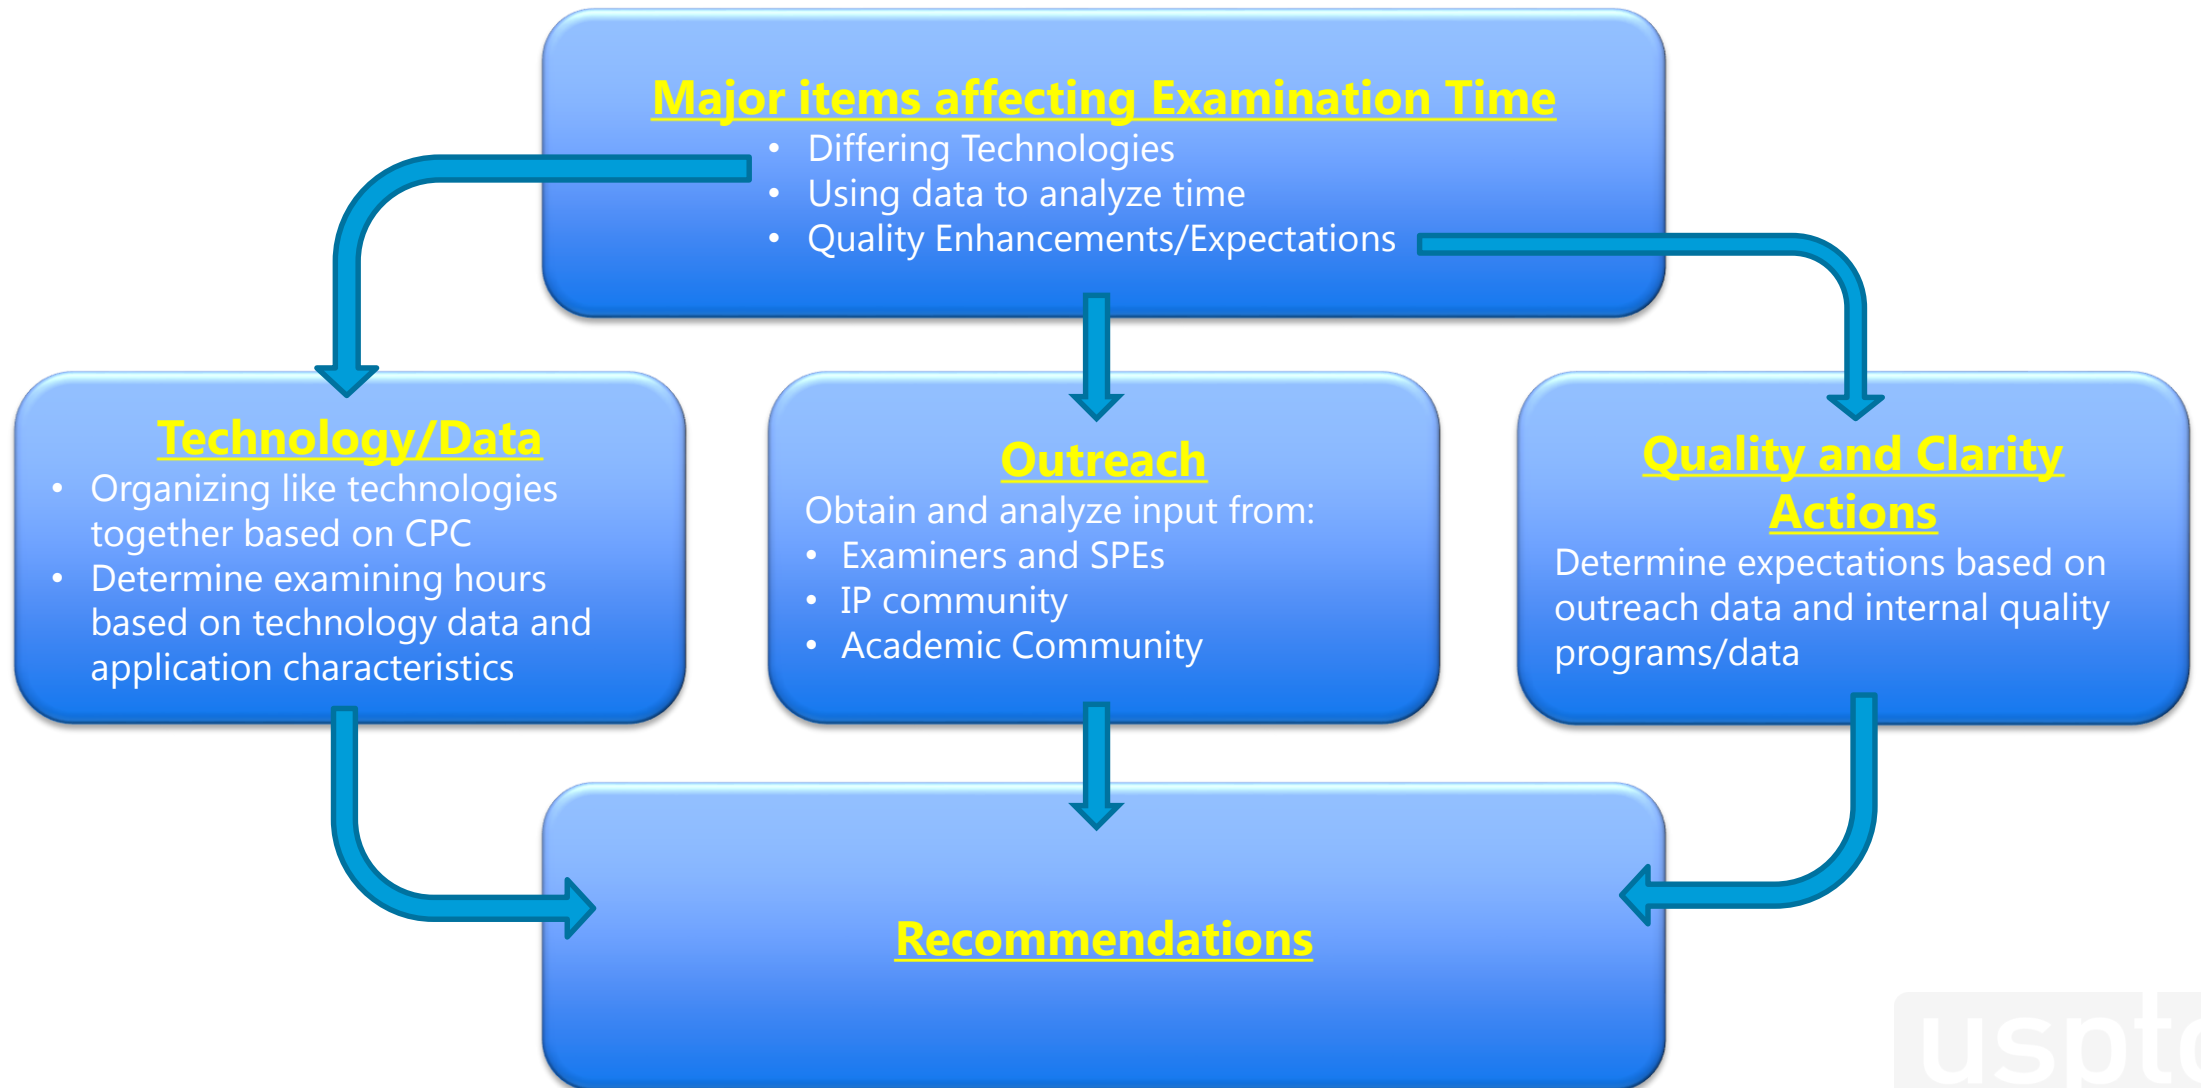 Major items affecting Examination Time
• Differing Technologies
• Using data to analyze time
• Quality Enhancements/Expectations
Technology/Data
• Organizing like technologies
together based on CPC
• Determine examining hours
based on technology data and
application characteristics
Outreach
Obtain and analyze input from:
• Examiners and SPEs
• IP community
• Academic Community
Quality and Clarity
Actions
Determine expectations based on
outreach data and internal quality
programs/data
Recommendations
uspto